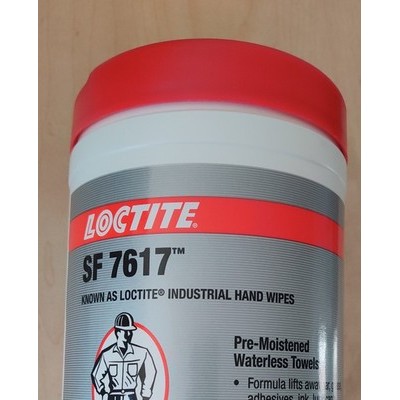 LOCTITE®
SF 7617™
KNOWN AS LOCTITE® INDUSTRIAL HAND WIPES
Pre-Moistened
Waterless Towels
• Formula lifts away
adhesives, ink,